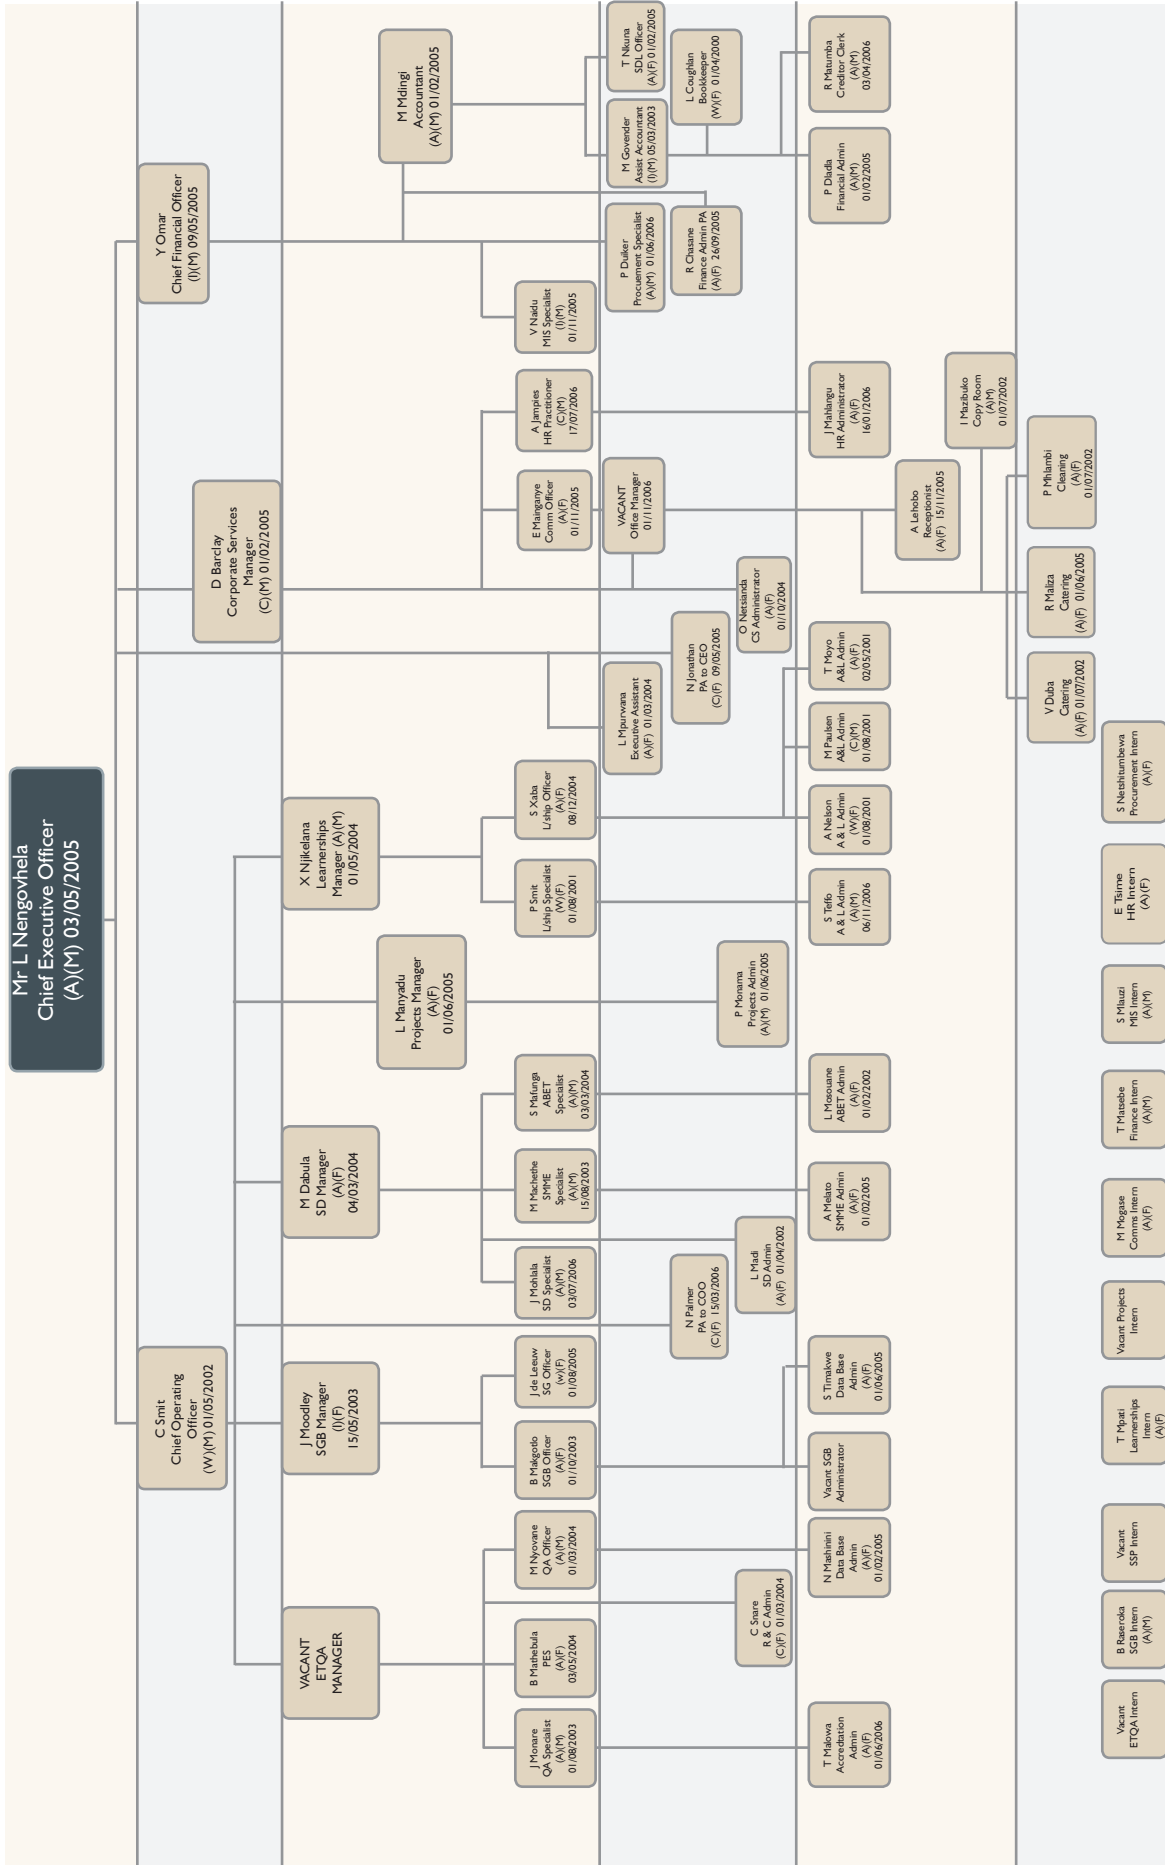 Mr L Nengovhela
Chief Executive Officer
(A)(M) 03/05/2005
C Smit
Chief Operating
Officer
(W)(M) 01/05/2002
Y Omar
Chief Financial Officer
(I)(M) 09/05/2005
D Barclay
Corporate Services
Manager
(C)(M) 01/02/2005
VACANT
ETQA
MANAGER
J Moodley
SGB Manager
(I)(F)
15/05/2003
M Dabula
SD Manager
(A)(F)
04/03/2004
X Njikelana
Learnerships
Manager (A)(M)
01/05/2004
L Manyadu
Projects Manager
(A)(F)
01/06/2005
M Mdingi
Accountant
(A)(M) 01/02/2005
J Monare
QA Specialist
(A)(M)
01/08/2003
B Mathebula
PES
(A)(F)
03/05/2004
M Nyovane
QA Officer
(A)(M)
01/03/2004
B Makgotlo
SGB Officer
(A)(F)
01/10/2003
J de Leeuw
SG Officer
(w)(F)
01/08/2005
J Mohlala
SD Specialist
(A)(M)
03/07/2006
M Machethe
SMME
Specialist
(A)(M)
15/08/2003
S Mafunga
ABET
Specialist
(A)(M)
03/03/2004
P Smit
L/ship Specialist
(W)(F)
01/08/2001
S Xaba
L/ship Officer
(A)(F)
08/12/2004
E Mainganye
Comm Officer
(A)(F)
01/11/2005
A Jampies
HR Practitioner
(C)(M)
17/07/2006
V Naidu
MIS Specialist
(I)(M)
01/11/2005
L Mpurwana
Executive Assistant
(A)(F) 01/03/2004
VACANT
Office Manager
01/11/2006
P Duiker
Procuement Specialist
(A)(M) 01/06/2006
M Govender
Assist Accountant
(I)(M) 05/03/2003
T Nkuna
SDL Officer
(A)(F) 01/02/2005
N Palmer
PA to COO
(C)(F) 15/03/2006
N Jonathan
PA to CEO
(C)(F) 09/05/2005
R Chasane
Finance Admin PA
(A)(F) 26/09/2005
L Coughlan
Bookkeeper
(W)(F) 01/04/2000
C Snare
R & C Admin
(C)(F) 01/03/2004
L Madi
SD Admin
(A)(F) 01/04/2002
P Monama
Projects Admin
(A)(M) 01/06/2005
O Netsianda
CS Administrator
(A)(F)
01/10/2004
T Malowa
Accredtation
Admin
(A)(F)
01/06/2006
N Mashinini
Data Base
Admin
(A)(F)
01/02/2005
Vacant SGB
Administrator
S Timakwe
Data Base
Admin
(A)(F)
01/06/2005
A Melato
SMME Admin
(A)(F)
01/02/2005
L Mosouane
ABET Admin
(A)(F)
01/02/2002
S Teffo
A & L Admin
(A)(M)
06/11/2006
A Nelson
A & L Admin
(W)(F)
01/08/2001
M Paulsen
A&L Admin
(C)(M)
01/08/2001
T Moyo
A&L Admin
(A)(F)
02/05/2001
J Mahlangu
HR Administrator
(A)(F)
16/01/2006
P Dladla
Financial Admin
(A)(M)
01/02/2005
R Matumba
Creditor Clerk
(A)(M)
03/04/2006
A Lehobo
Receptionist
(A)(F) 15/11/2005
I Mazibuko
Copy Room
(A)M)
01/07/2002
V Duba
Catering
(A)(F) 01/07/2002
R Maliza
Catering
(A)(F) 01/06/2005
P Mhlambi
Cleaning
(A)(F)
01/07/2002
Vacant
ETQA Intern
B Raseroka
SGB Intern
(A)(M)
Vacant
SSP Intern
T Mpati
Learnerships
Intern
(A)(F)
Vacant Projects
Intern
M Mogase
Comms Intern
(A)(F)
T Matsebe
Finance Intern
(A)(M)
S Mlauzi
MIS Intern
(A)(M)
E Tsime
HR Intern
(A)(F)
S Netshitumbewa
Procurement Intern
(A)(F)